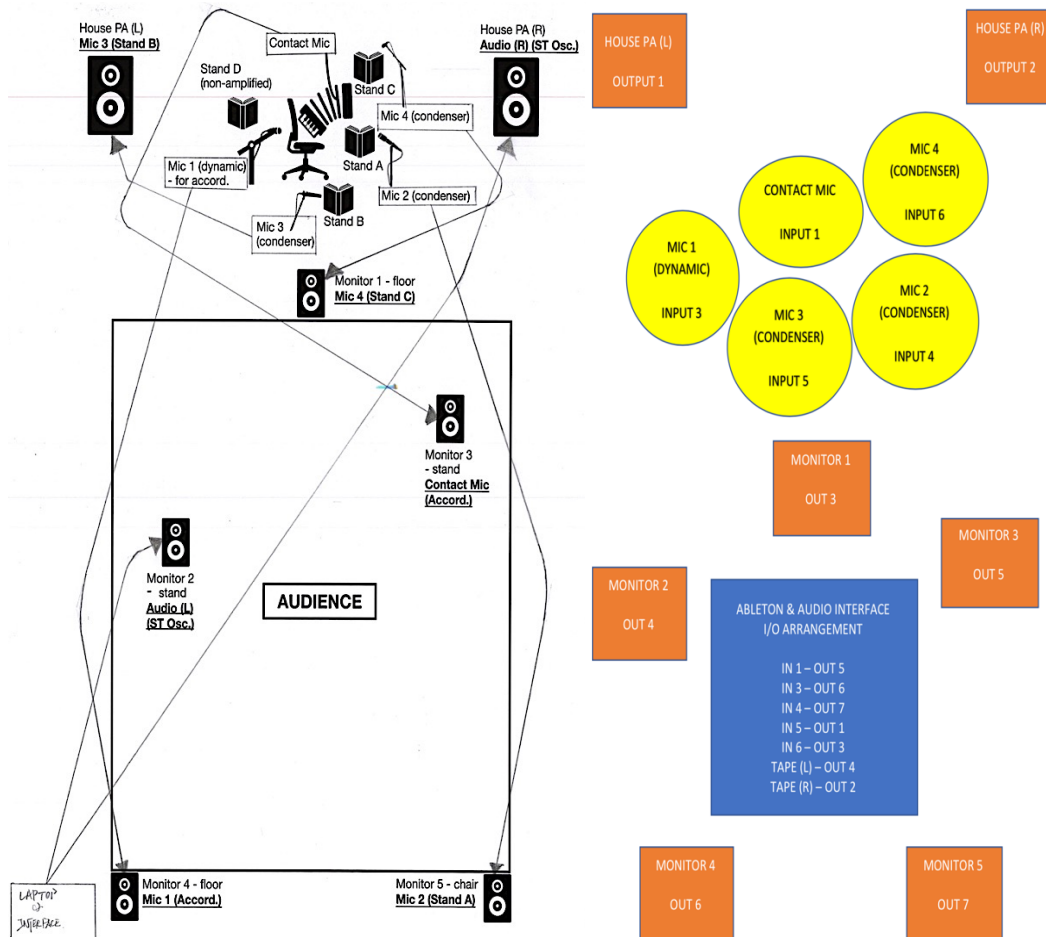 House PA (L)
Mic 3 (Stand B)
Contact Mic
House PA (R)
Audio (R) (ST Osc.)
Stand D
(non-amplified)
Stand C
Mic 4 (condenser)
Stand A
Mic 1 (dynamic)
- for accord.
Mic 2 (condenser)
Mic 3
(condenser)
Stand B
Monitor 1 - floor
Mic 4 (Stand C)
Monitor 3
- stand
Contact Mic
(Accord.)
Monitor 2
- stand
Audio (L)
(ST Osc.)
AUDIENCE
Monitor 4 - floor
Mic 1 (Accord.)
Monitor 5 - chair
Mic 2 (Stand A)
LAPTOP
&
INTERFACE
HOUSE PA (L)
OUTPUT 1
HOUSE PA (R)
OUTPUT 2
MIC 4
(CONDENSER)
INPUT 6
CONTACT MIC
INPUT 1
MIC 1
(DYNAMIC)
INPUT 3
MIC 3
(CONDENSER)
INPUT 5
MIC 2
(CONDENSER)
INPUT 4
MONITOR 1
OUT 3
MONITOR 3
OUT 5
MONITOR 2
OUT 4
ABLETON & AUDIO INTERFACE
I/O ARRANGEMENT
IN 1 – OUT 5
IN 3 – OUT 6
IN 4 – OUT 7
IN 5 – OUT 1
IN 6 – OUT 3
TAPE (L) – OUT 4
TAPE (R) – OUT 2
MONITOR 4
OUT 6
MONITOR 5
OUT 7